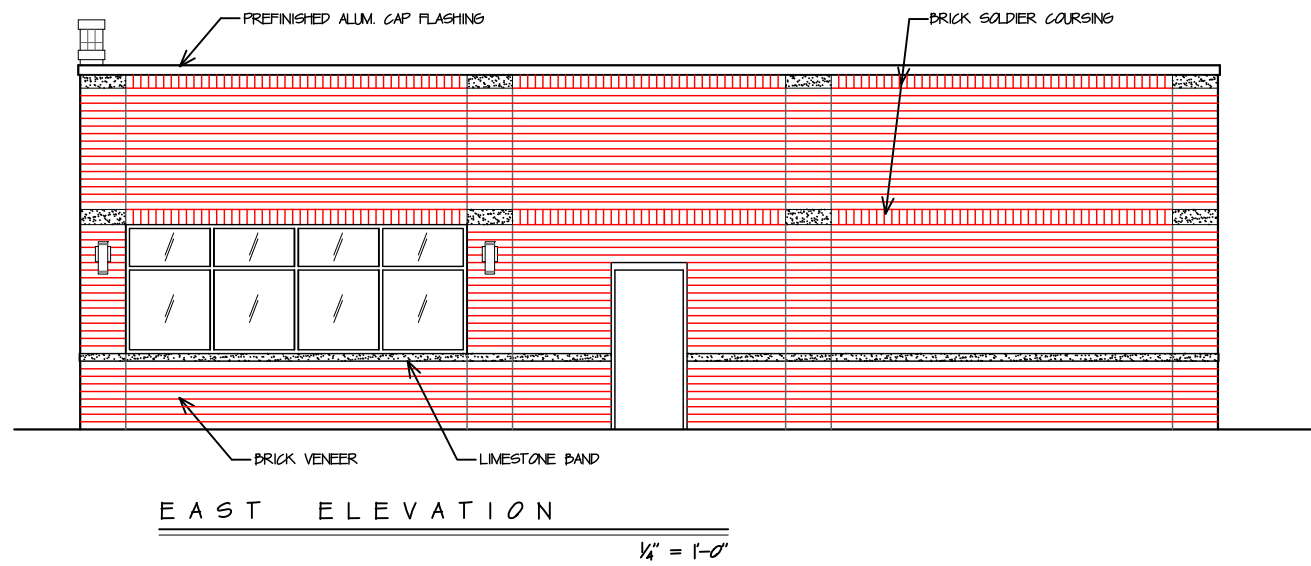 PREFINISHED ALUM. CAP FLASHING
BRICK SOLDIER COURSING
BRICK VENEER
LIMESTONE BAND
EAST ELEVATION
1/4" = 1'-0"